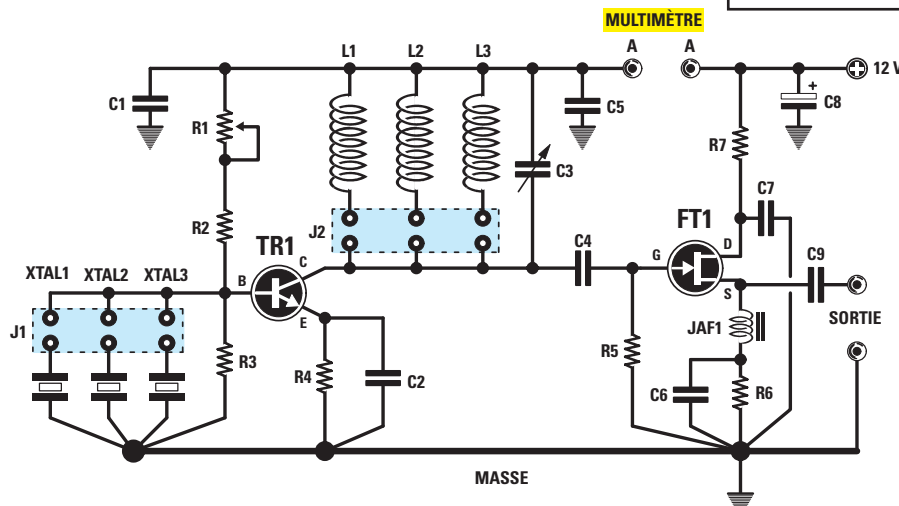 MULTIMÈTRE
A A
L1 L2 L3
12 V
+
C1
C5
C8
R1
R7
C3
C7
R2
J2
TR1
FT1
C4
C
G
D
C9
XTAL1 XTAL2 XTAL3
B
S
E
J1
SORTIE
JAF1
R3
R4
C2
R5
C6
R6
MASSE